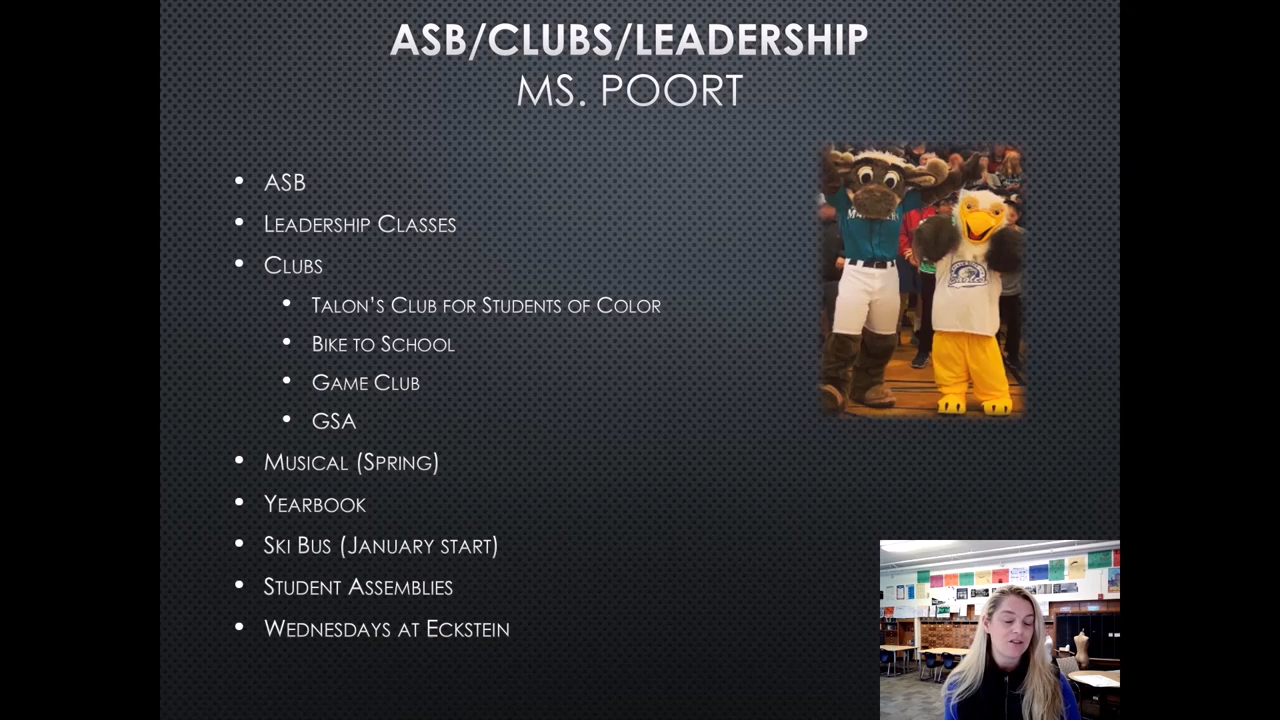 ASB/CLUBS/LEADERSHIP
MS. POORT
ASB
LEADERSHIP CLASSES
CLUBS
TALON’S CLUB FOR STUDENTS OF COLOR
BIKE TO SCHOOL
GAME CLUB
GSA
MUSICAL (SPRING)
YEARBOOK
SKI BUS (JANUARY START)
STUDENT ASSEMBLIES
WEDNESDAYS AT ECKSTEIN